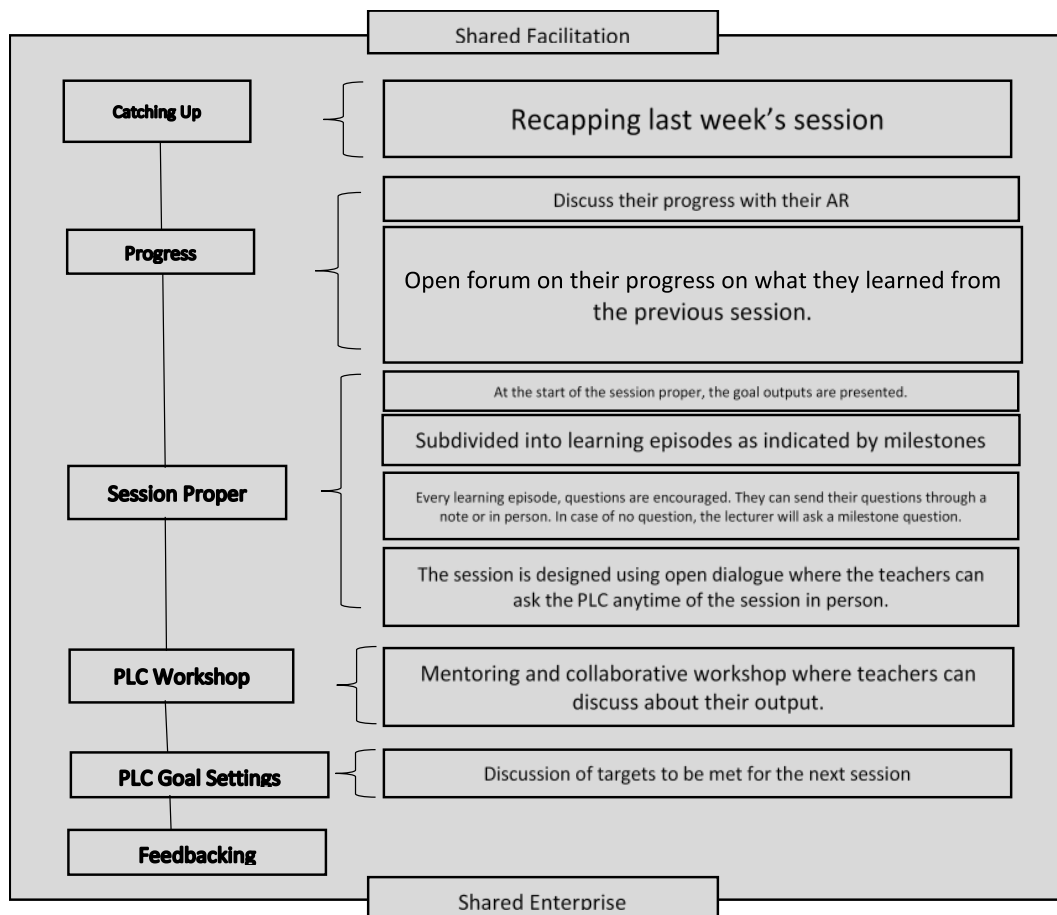 Shared Facilitation
Catching Up
Recapping last week’s session
Discuss their progress with their AR
Progress
Open forum on their progress on what they learned from
the previous session.
At the start of the session proper, the goal outputs are presented.
Subdivided into learning episodes as indicated by milestones
Session Proper
Every learning episode, questions are encouraged. They can send their questions through a
note or in person. In case of no question, the lecturer will ask a milestone question.
The session is designed using open dialogue where the teachers can
ask the PLC anytime of the session in person.
PLC Workshop
Mentoring and collaborative workshop where teachers can
discuss about their output.
PLC Goal Settings
Discussion of targets to be met for the next session
Feedbacking
Shared Enterprise